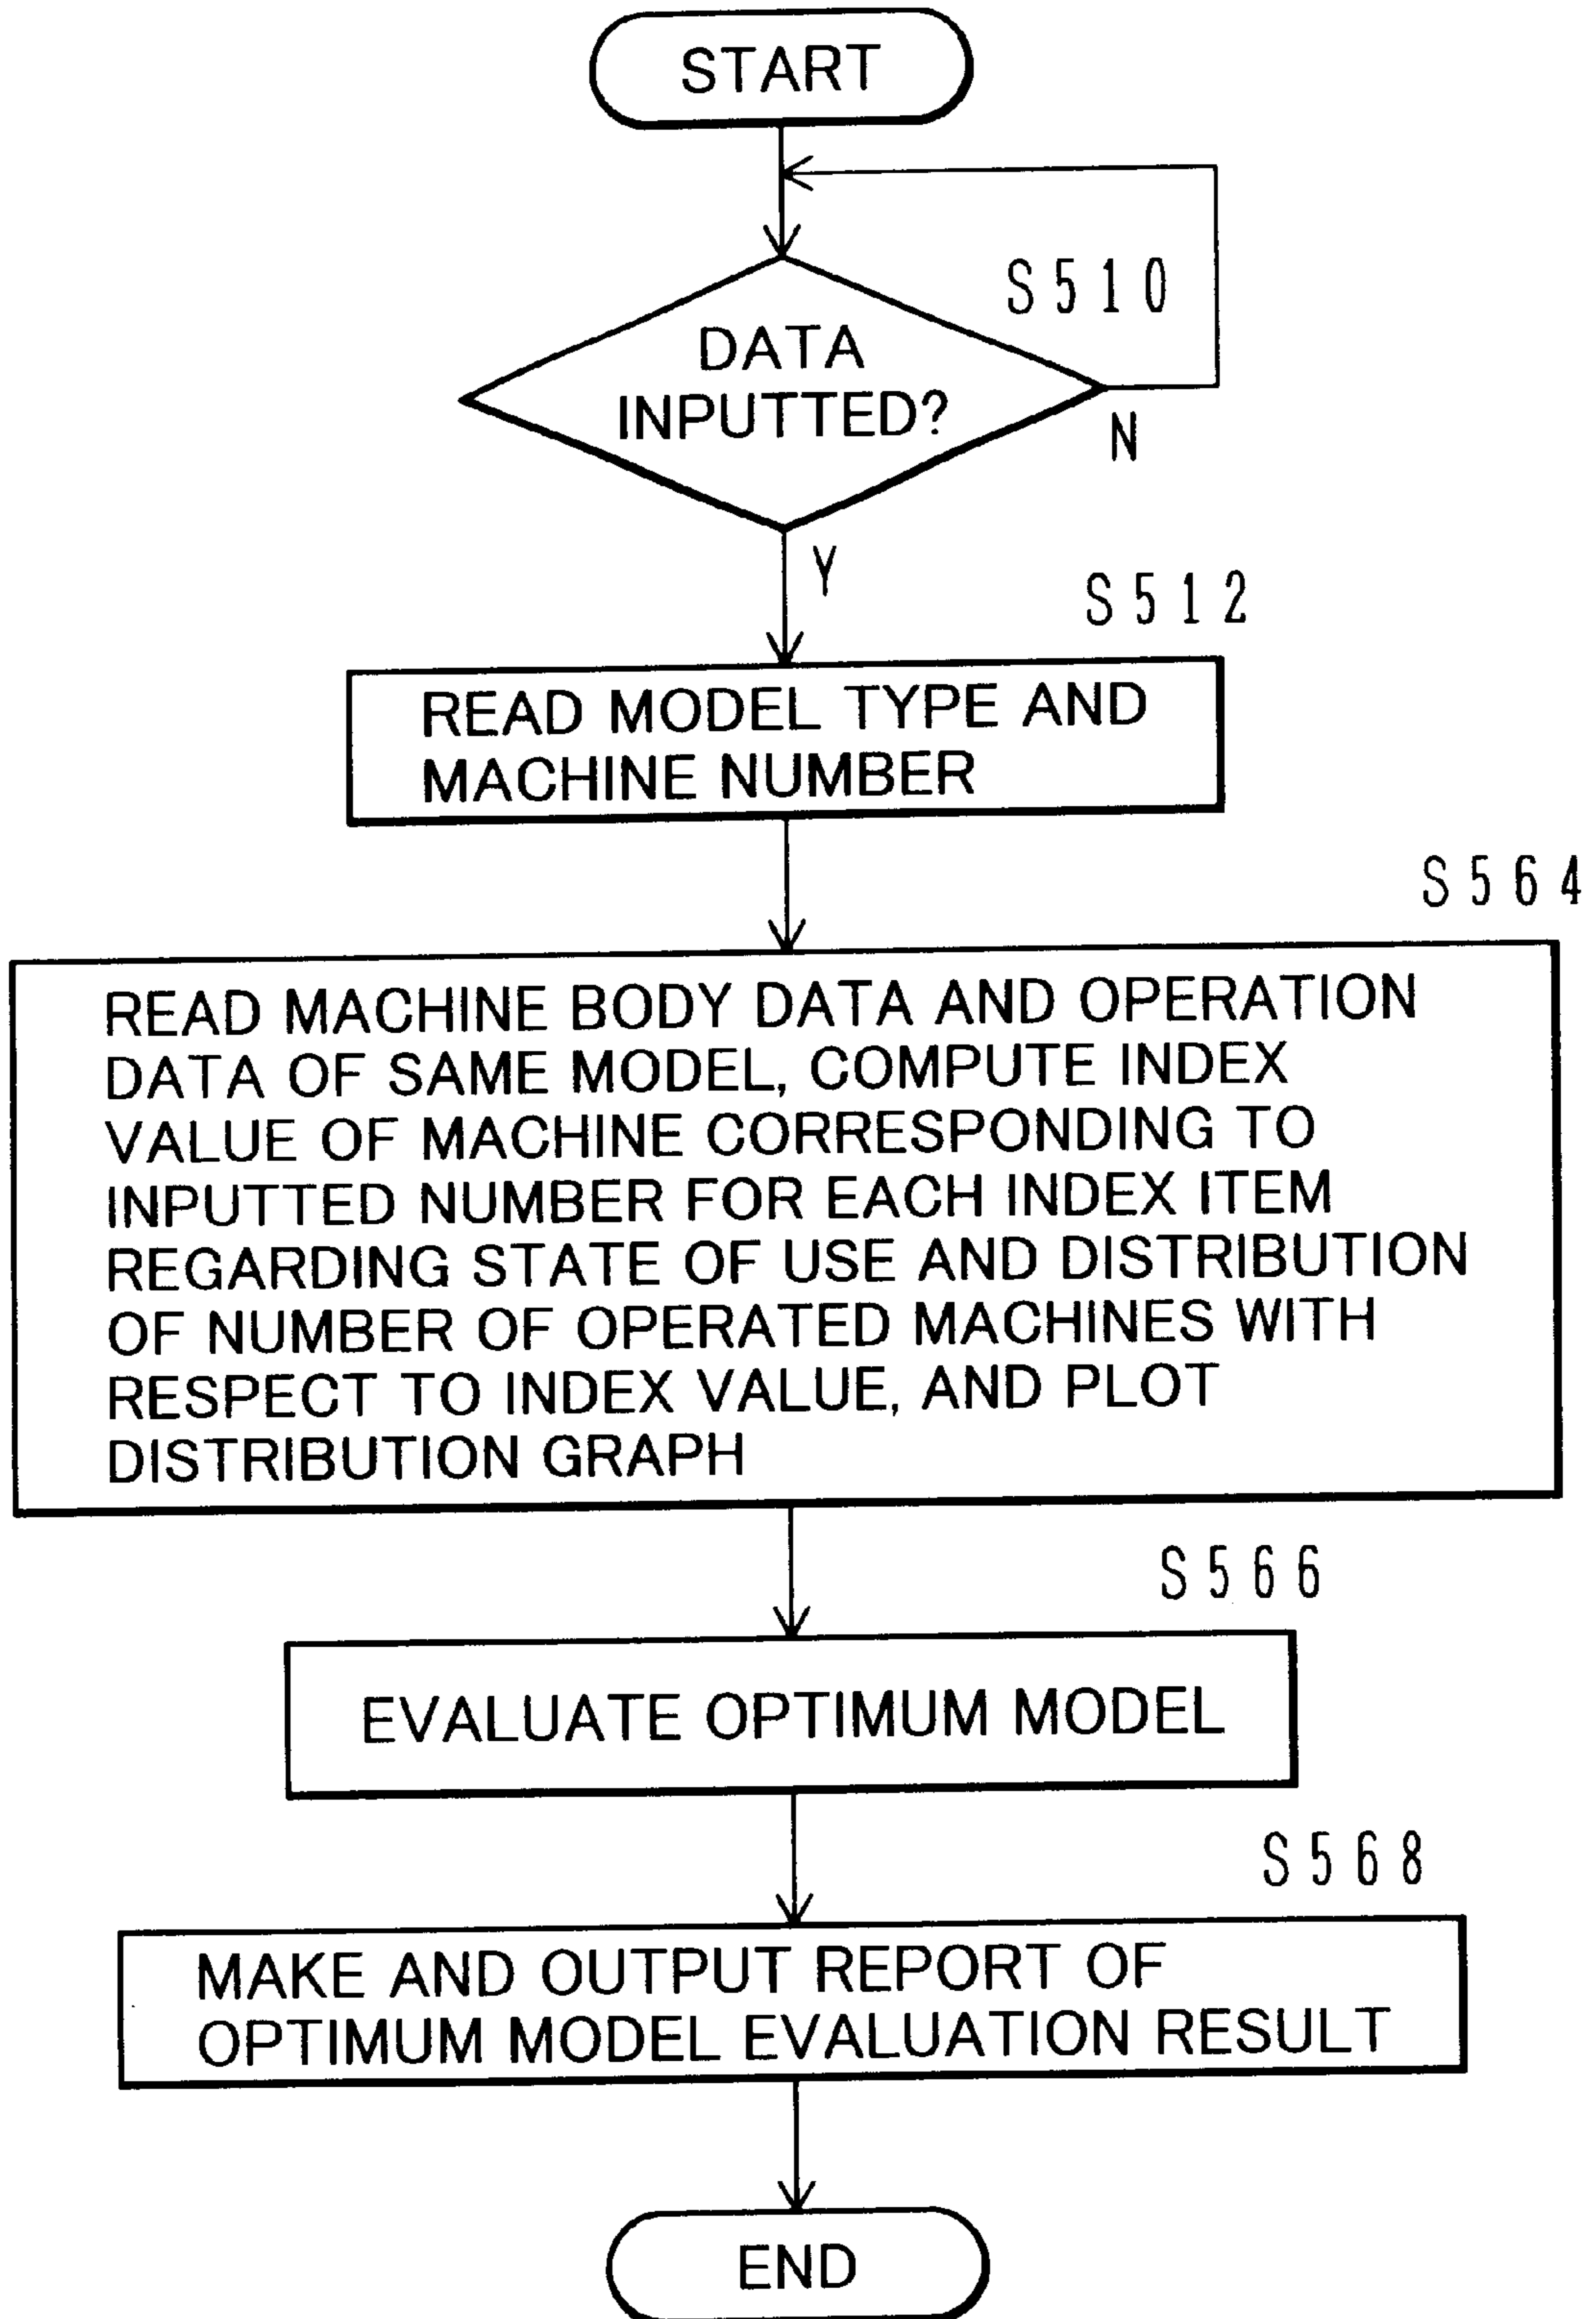 START
S510
DATA
INPUTTED?
N
Y
S512
READ MODEL TYPE AND
MACHINE NUMBER
S564
READ MACHINE BODY DATA AND OPERATION
DATA OF SAME MODEL, COMPUTE INDEX
VALUE OF MACHINE CORRESPONDING TO
INPUTTED NUMBER FOR EACH INDEX ITEM
REGARDING STATE OF USE AND DISTRIBUTION
OF NUMBER OF OPERATED MACHINES WITH
RESPECT TO INDEX VALUE, AND PLOT
DISTRIBUTION GRAPH
S566
EVALUATE OPTIMUM MODEL
S568
MAKE AND OUTPUT REPORT OF
OPTIMUM MODEL EVALUATION RESULT
END